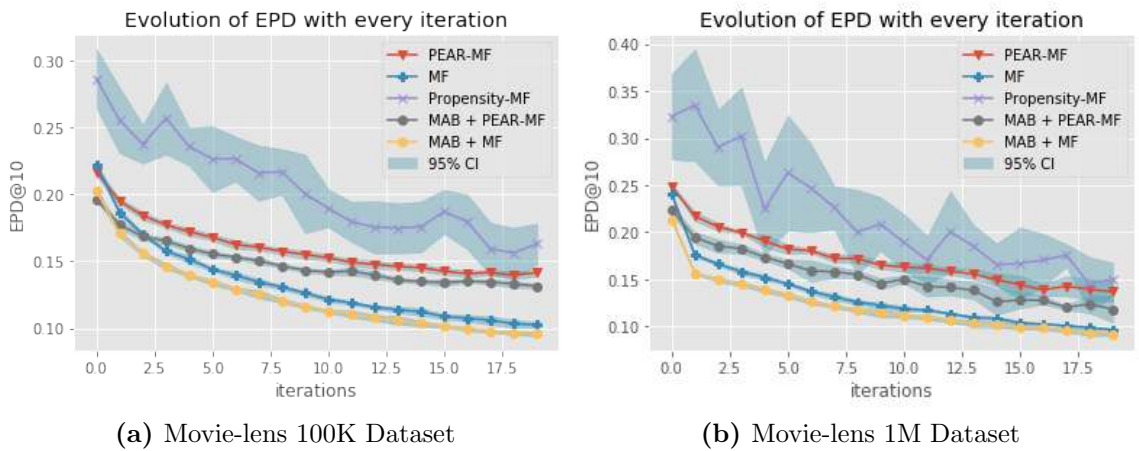 Evolution of EPD with every iteration
EPD@10
0.30
0.25
0.20
0.15
0.10
PEAR-MF
MF
Propensity-MF
MAB + PEAR-MF
MAB + MF
95% CI
0.0 2.5 5.0 7.5 10.0 12.5 15.0 17.5
iterations
(a) Movie-lens 100K Dataset
Evolution of EPD with every iteration
EPD@10
0.40
0.35
0.30
0.25
0.20
0.15
0.10
PEAR-MF
MF
Propensity-MF
MAB + PEAR-MF
MAB + MF
95% CI
0.0 2.5 5.0 7.5 10.0 12.5 15.0 17.5
iterations
(b) Movie-lens 1M Dataset